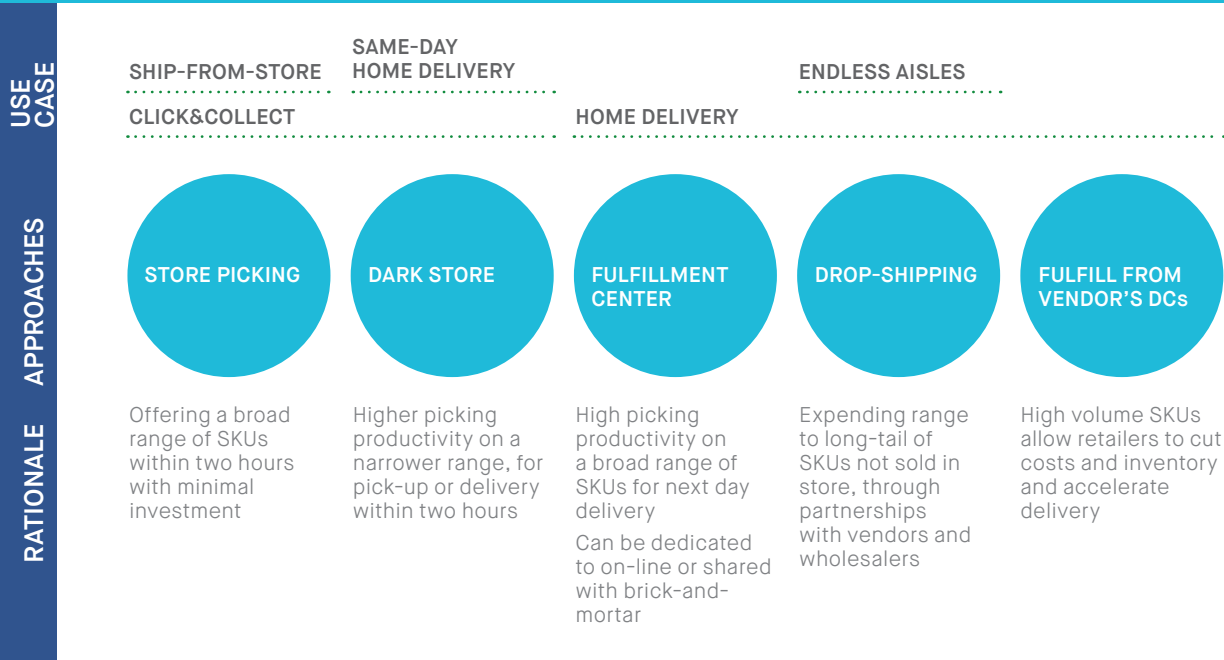 USE
CASE
SHIP-FROM-STORE
SAME-DAY
HOME DELIVERY
ENDLESS AISLES
CLICK&COLLECT
HOME DELIVERY
APPROACHES
STORE PICKING
DARK STORE
FULFILLMENT
CENTER
DROP-SHIPPING
FULFILL FROM
VENDOR'S DCs
RATIONALE
Offering a broad
range of SKUs
within two hours
with minimal
investment
Higher picking
productivity on a
narrower range, for
pick-up or delivery
within two hours
High picking
productivity on
a broad range of
SKUs for next day
delivery
Can be dedicated
to on-line or shared
with brick-and-
mortar
Expending range
to long-tail of
SKUs not sold in
store, through
partnerships
with vendors and
wholesalers
High volume SKUs
allow retailers to cut
costs and inventory
and accelerate
delivery